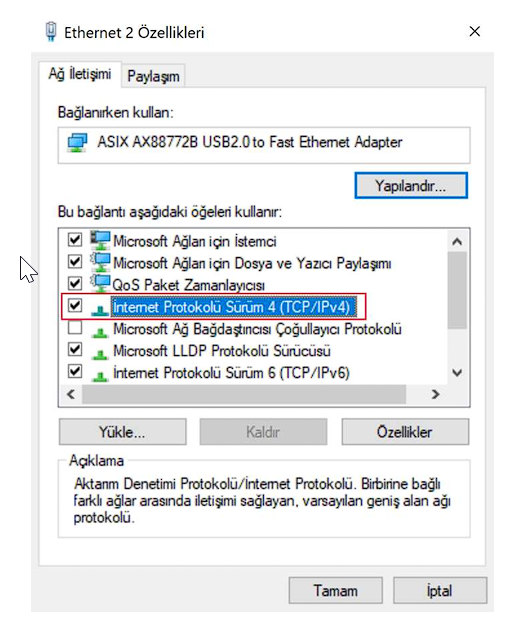 Ethernet 2 Özellikleri
Ağ İletişimi
Paylaşım
Bağlanırken kullan:
ASIX AX88772B USB2.0 to Fast Ethernet Adapter
Yapılandır...
Bu bağlantı aşağıdaki öğeleri kullanır:
Microsoft Ağları için İstemci
Microsoft Ağları için Dosya ve Yazıcı Paylaşımı
QoS Paket Zamanlayıcısı
İnternet Protokolü Sürüm 4 (TCP/IPv4)
Microsoft Ağ Bağdaştırıcısı Çoğullayıcı Protokolü
Microsoft LLDP Protokolü Sürücüsü
İnternet Protokolü Sürüm 6 (TCP/IPv6)
Yükle...
Kaldır
Özellikler
Açıklama
Aktarım Denetimi Protokolü/İnternet Protokolü. Birbirine bağlı
farklı ağlar arasında iletişimi sağlayan, varsayılan geniş alan ağı
protokolü.
Tamam
İptal